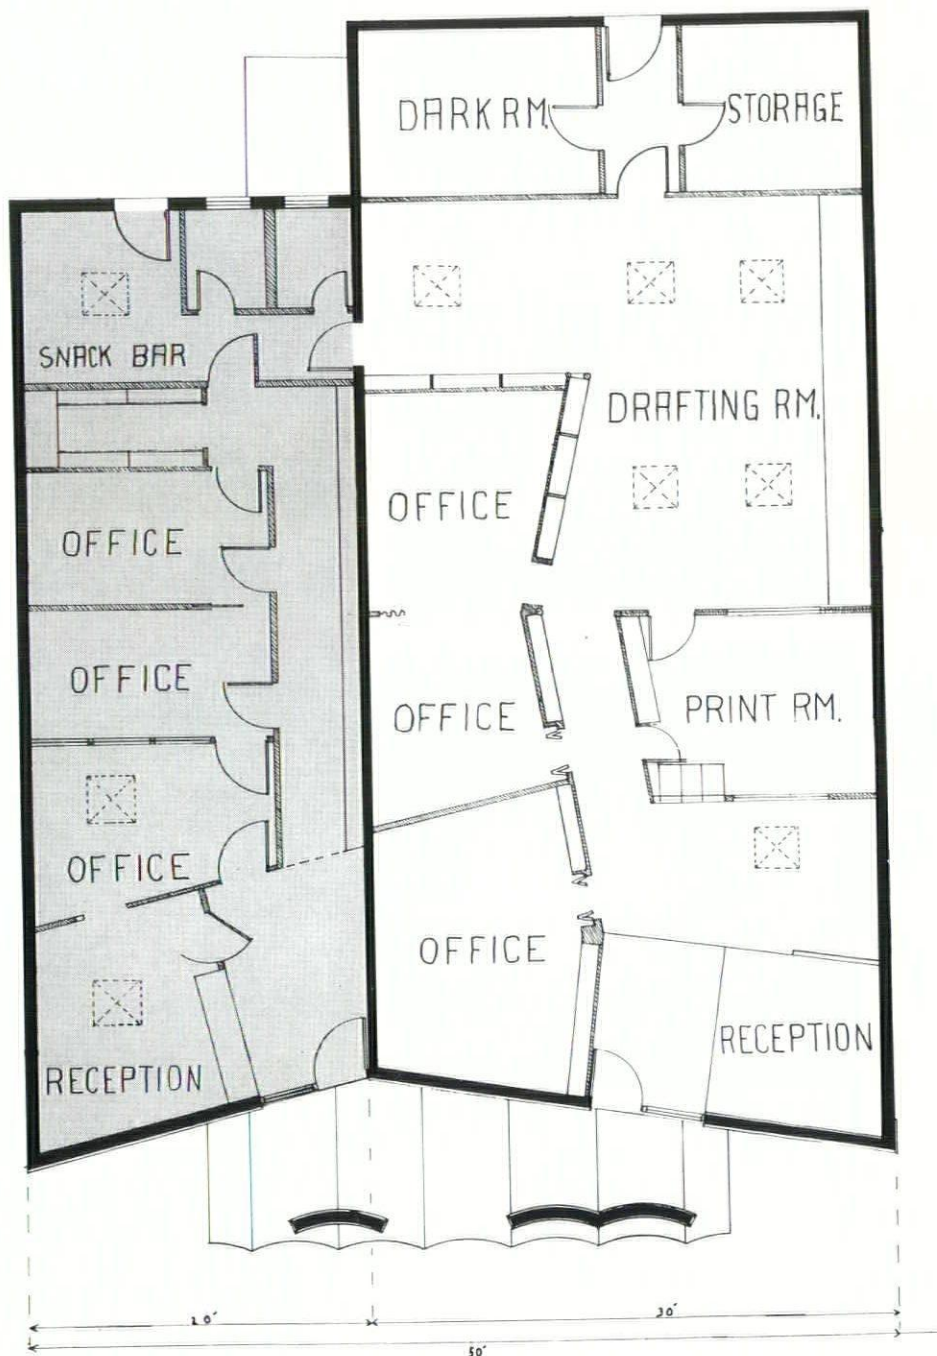 DARK RM.
STORAGE
SNACK BAR
DRAFTING RM.
OFFICE
OFFICE
OFFICE
OFFICE
PRINT RM.
OFFICE
OFFICE
RECEPTION
RECEPTION
20'
30'
50'